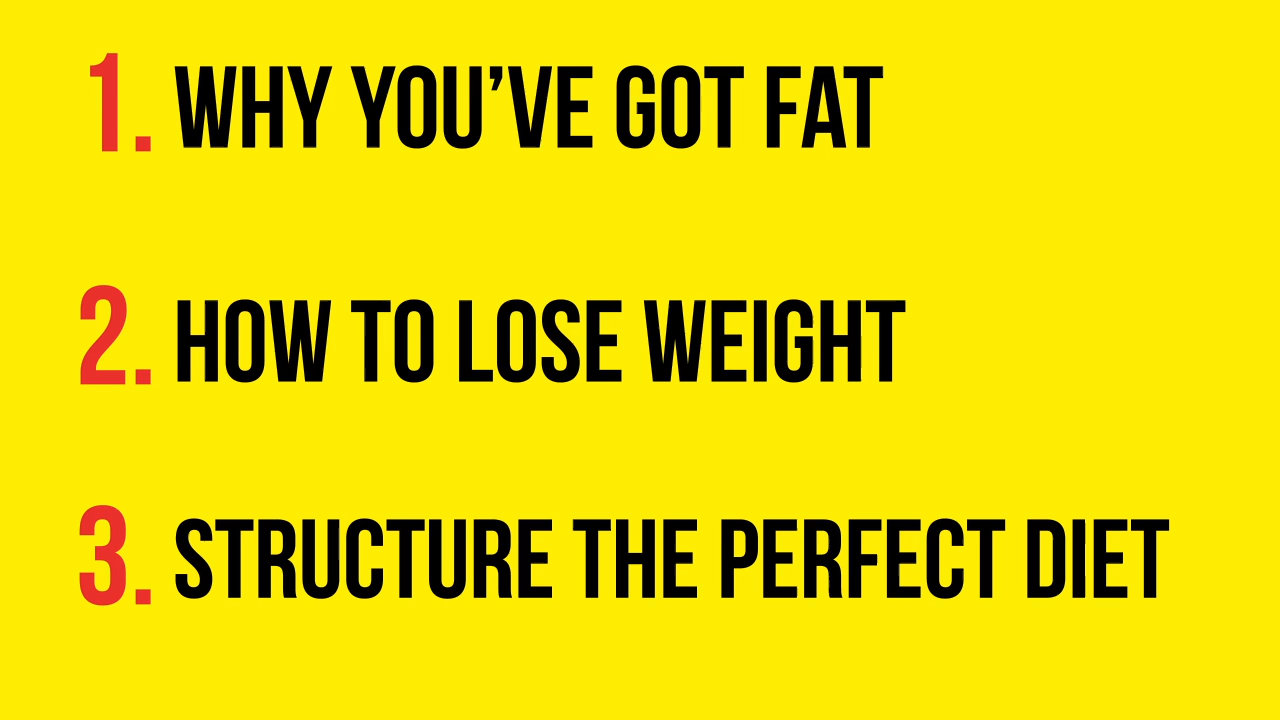 1. WHY YOU’VE GOT FAT
2. HOW TO LOSE WEIGHT
3. STRUCTURE THE PERFECT DIET